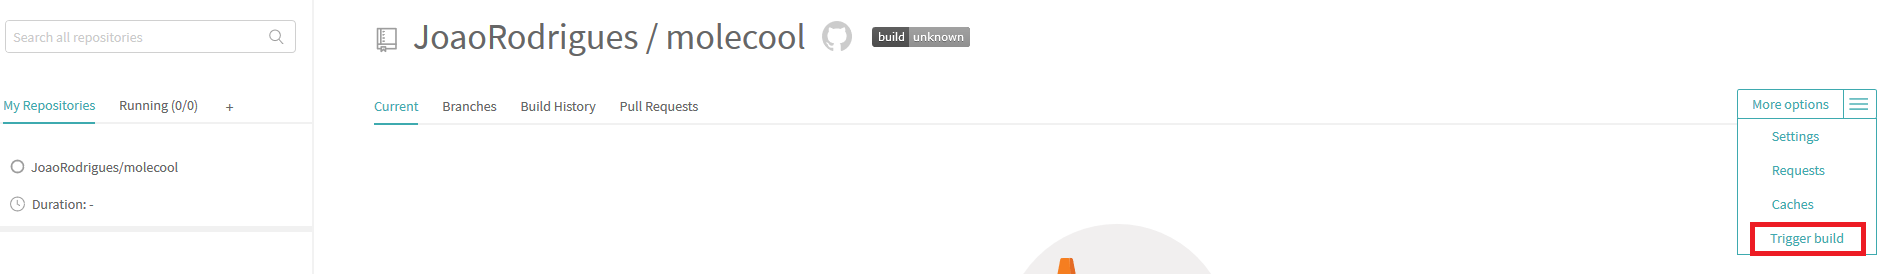 Search all repositories
JoaoRodrigues / molecool
build unknown
My Repositories
Running (0/0)
+
Current
Branches
Build History
Pull Requests
More options
Settings
Requests
Caches
Trigger build
JoaoRodrigues/molecool
Duration: -